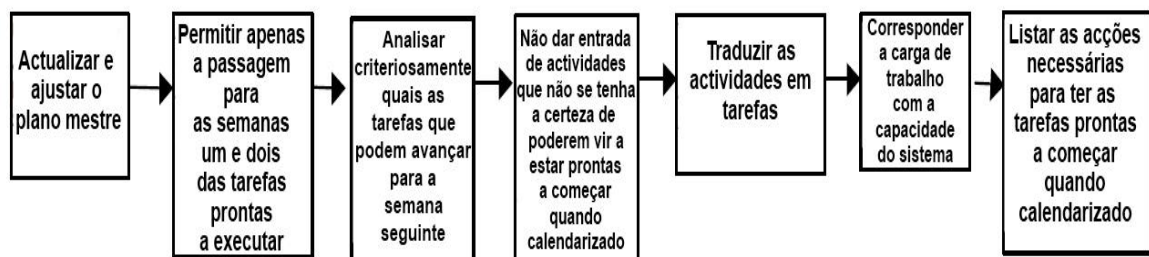 Actualizar e
ajustar o
plano mestre
Permitir apenas
a passagem
para
as semanas
um e dois
das tarefas
prontas
a executar
Analisar
criteriosamente
quais as
tarefas que
podem avançar
para a
semana
seguinte
Não dar entrada
de actividades
que não se tenha
a certeza de
poderem vir a
estar prontas
a começar
quando
calendarizado
Traduzir as
actividades em
tarefas
Corresponder
a carga de
trabalho
com a
capacidade
do sistema
Listar as acções
necessárias
para ter as
tarefas prontas
a começar
quando
calendarizado